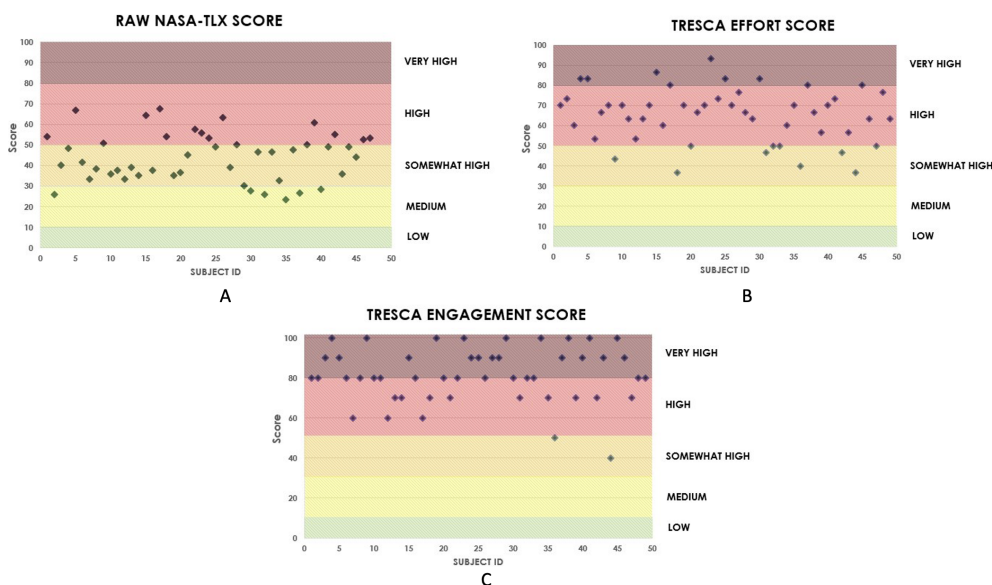 RAW NASA-TLX SCORE
100
90
80
70
60
50
40
30
20
10
0
Score
VERY HIGH
HIGH
SOMEWHAT HIGH
MEDIUM
LOW
0 5 10 15 20 25 30 35 40 45 50
SUBJECT ID
A
TRESCA EFFORT SCORE
100
90
80
70
60
50
40
30
20
10
0
Score
VERY HIGH
HIGH
SOMEWHAT HIGH
MEDIUM
LOW
0 5 10 15 20 25 30 35 40 45 50
SUBJECT ID
B
TRESCA ENGAGEMENT SCORE
100
80
60
40
20
0
Score
VERY HIGH
HIGH
SOMEWHAT HIGH
MEDIUM
LOW
0 5 10 15 20 25 30 35 40 45 50
SUBJECT ID
C